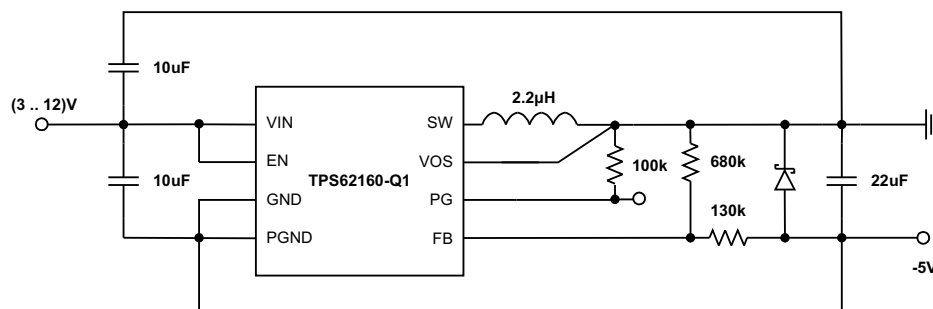 10uF
(3 .. 12)V
2.2µH
VIN
SW
EN
VOS
100k
680k
10uF
TPS62160-Q1
22uF
GND
PG
130k
PGND
FB
-5V